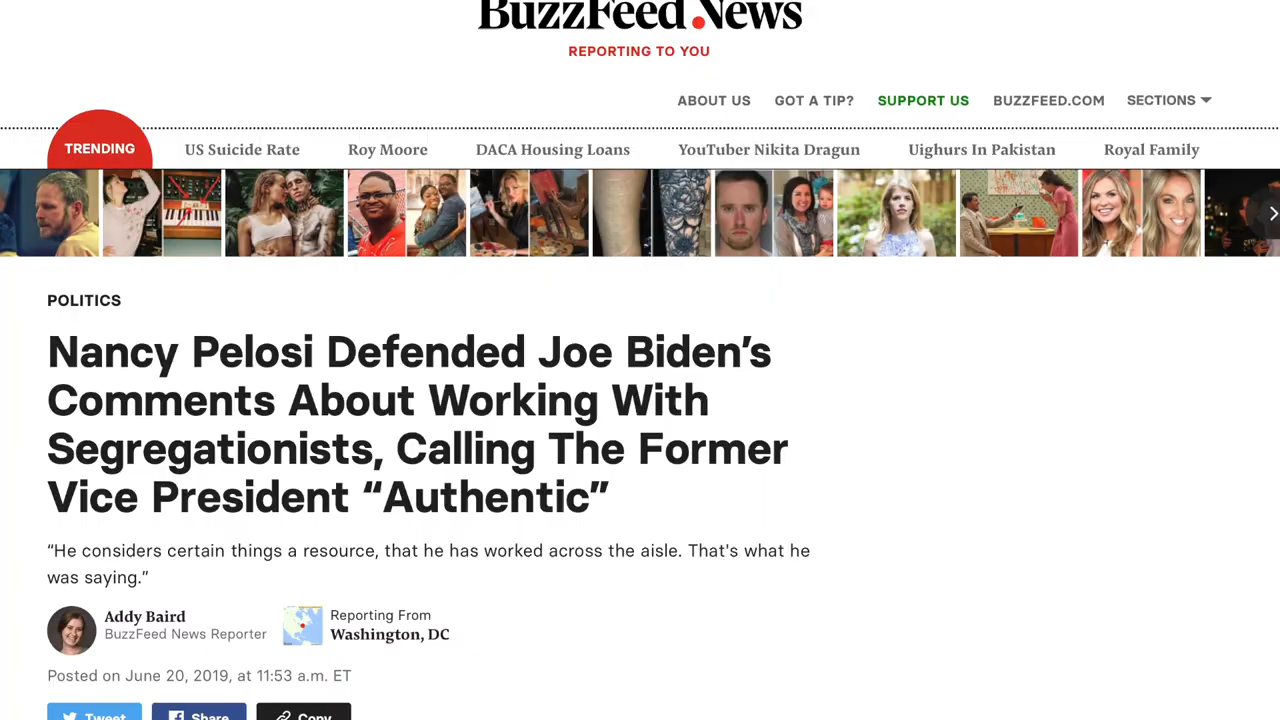 BuzzFeed News
REPORTING TO YOU
ABOUT US GOT A TIP? SUPPORT US BUZZFEED.COM SECTIONS
TRENDING US Suicide Rate Roy Moore DACA Housing Loans YouTuber Nikita Dragun Uighurs In Pakistan Royal Family
POLITICS
Nancy Pelosi Defended Joe Biden’s
Comments About Working With
Segregationists, Calling The Former
Vice President “Authentic”
“He considers certain things a resource, that he has worked across the aisle. That's what he
was saying.”
Addy Baird
BuzzFeed News Reporter
Reporting From
Washington, DC
Posted on June 20, 2019, at 11:53 a.m. ET
Tweet Share Copy